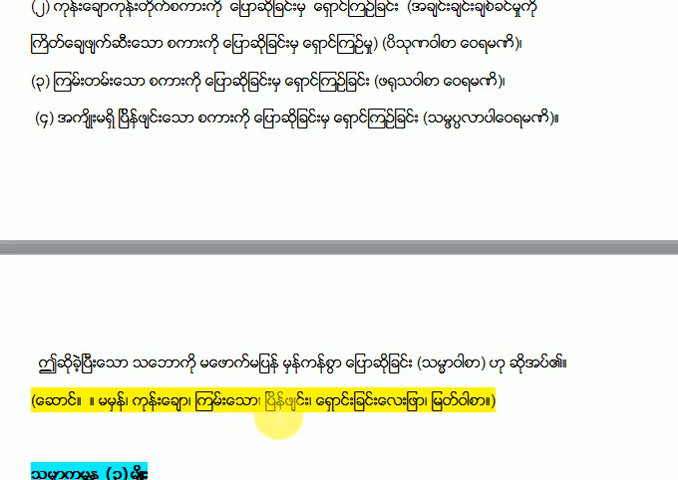 (၂) ကုန်းချောကုန်းတိုက်စကားကို ပြောဆိုခြင်းမှ ရှောင်ကြဉ်ခြင်း (အချင်းချင်းချစ်ခင်မှုကို
ကြိတ်ချေဖျက်ဆီးသော စကားကို ပြောဆိုခြင်းမှ ရှောင်ကြဉ်မှု) (ပိသုဏဝါစာ ဝေရမဏိ)၊
(၃) ကြမ်းတမ်းသော စကားကို ပြောဆိုခြင်းမှ ရှောင်ကြဉ်ခြင်း (ဖရုသဝါစာ ဝေရမဏိ)၊
(၄) အကျိုးမရှိ ပြိန်ဖျင်းသော စကားကို ပြောဆိုခြင်းမှ ရှောင်ကြဉ်ခြင်း (သမ္ဖပ္ပလာပါဝေရမဏိ)။
ဤဆိုခဲ့ပြီးသော သဘောကို မဖောက်မပြန် မှန်ကန်စွာ ပြောဆိုခြင်း (သမ္မာဝါစာ) ဟု ဆိုအပ်၏။
(ဆောင်။ ။ မမှန်၊ ကုန်းချော၊ ကြမ်းသော၊ ပြိန်ဖျင်း၊ ရှောင်းခြင်းလေးဖြာ၊ မြတ်ဝါစာ။)
သမ္မာကမ္မန္တ (၃) မျိုး